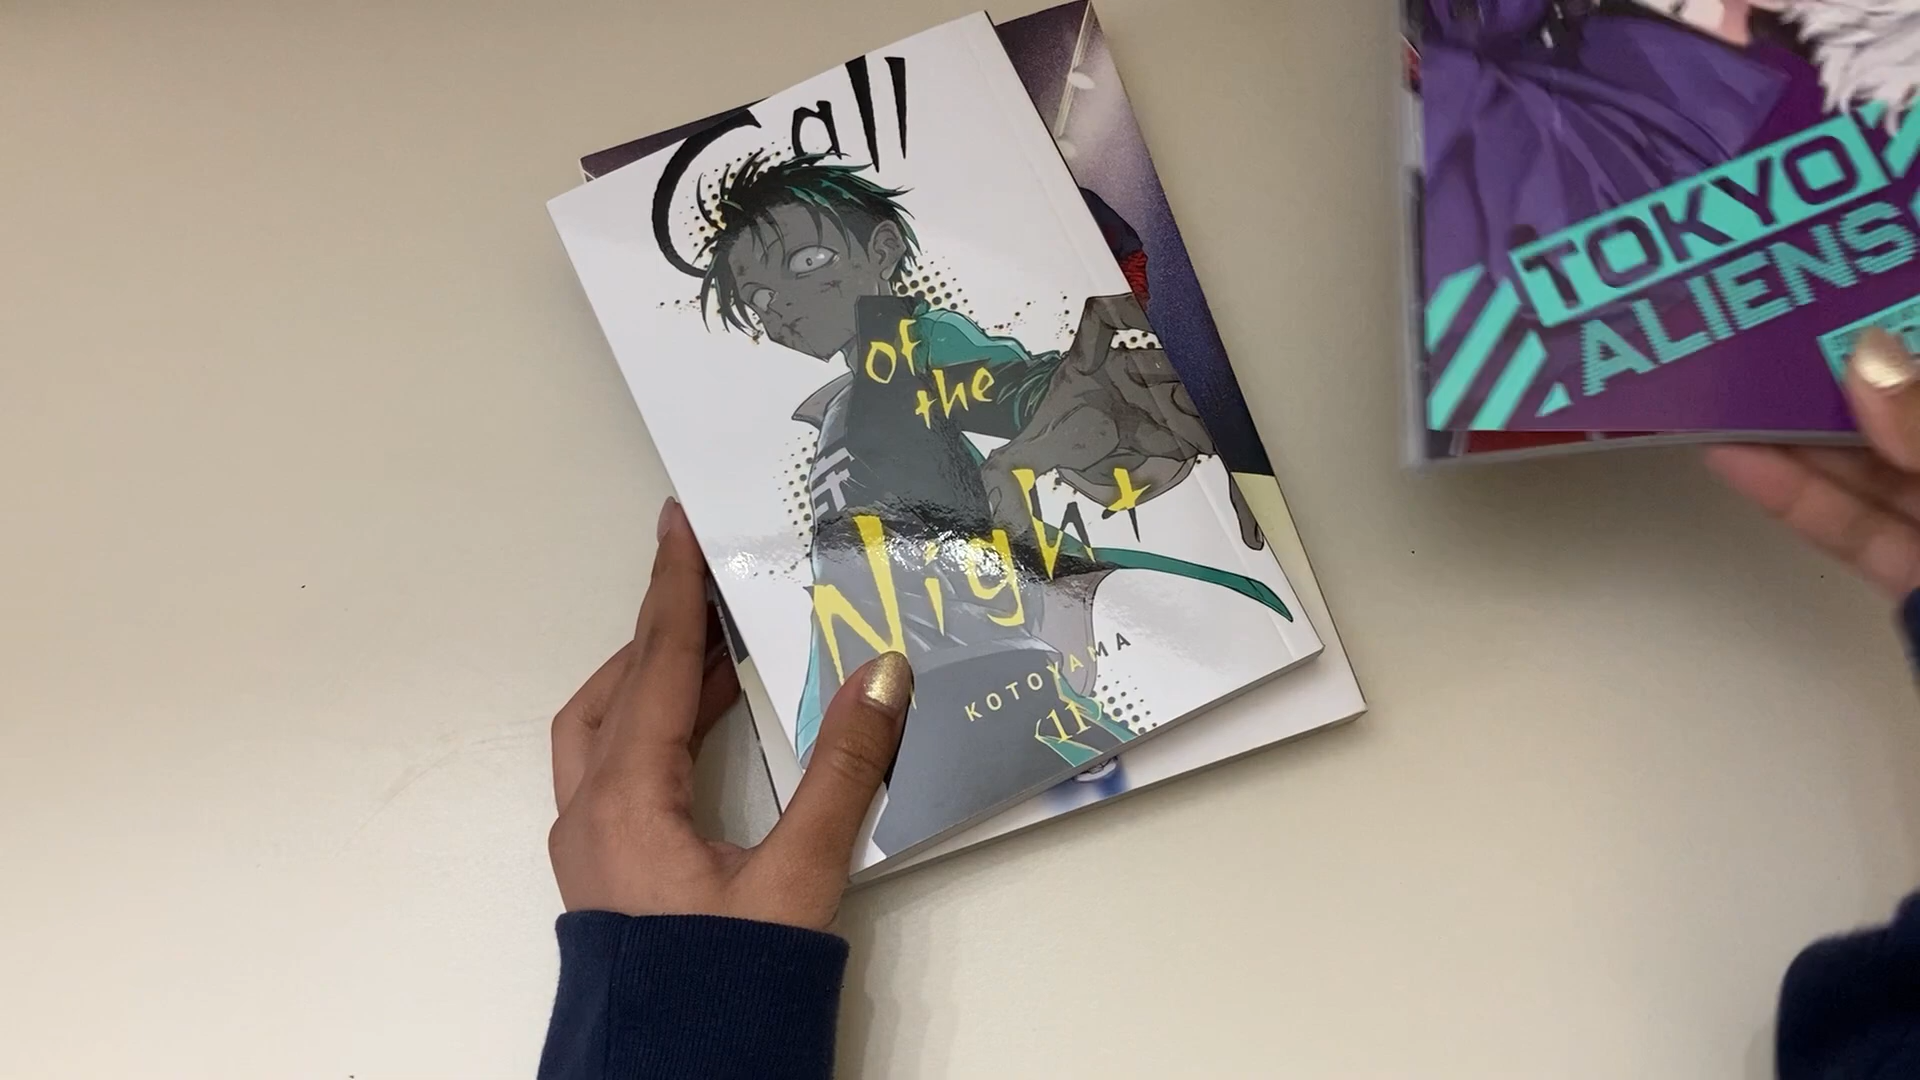 Call
of
the
Night
KOTOYAMA
11
TOKYO
ALIENS